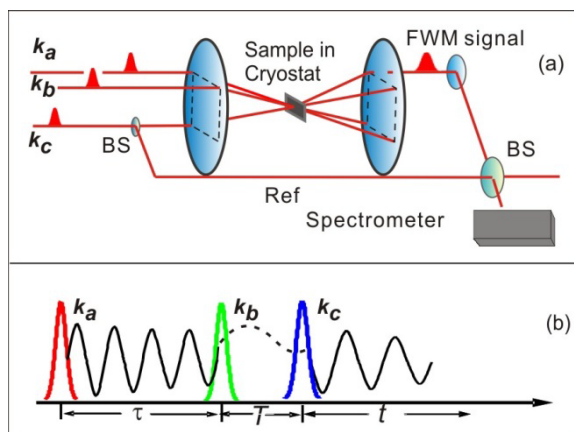 k_a
k_b
k_c
BS
Sample in
Cryostat
FWM signal
(a)
BS
Ref
Spectrometer
k_a
k_b
k_c
(b)
τ
T
t